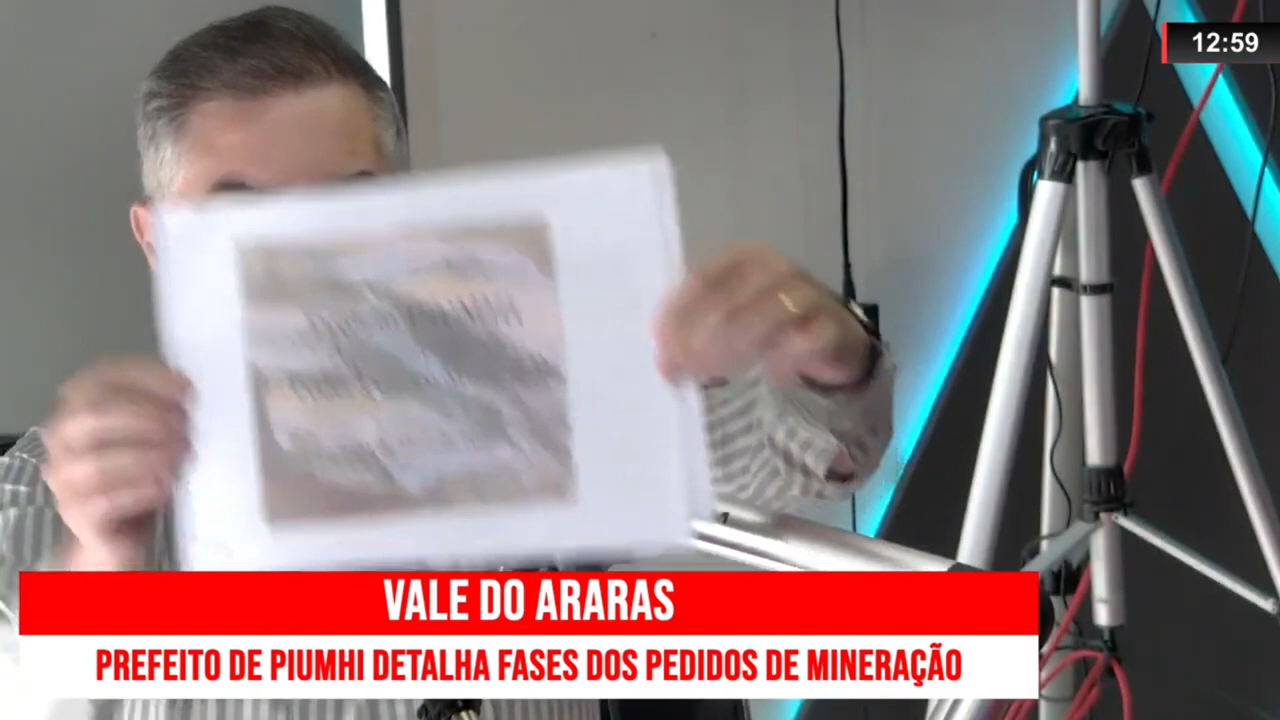 12:59
VALE DO ARARAS
PREFEITO DE PIUMHI DETALHA FASES DOS PEDIDOS DE MINERAÇÃO